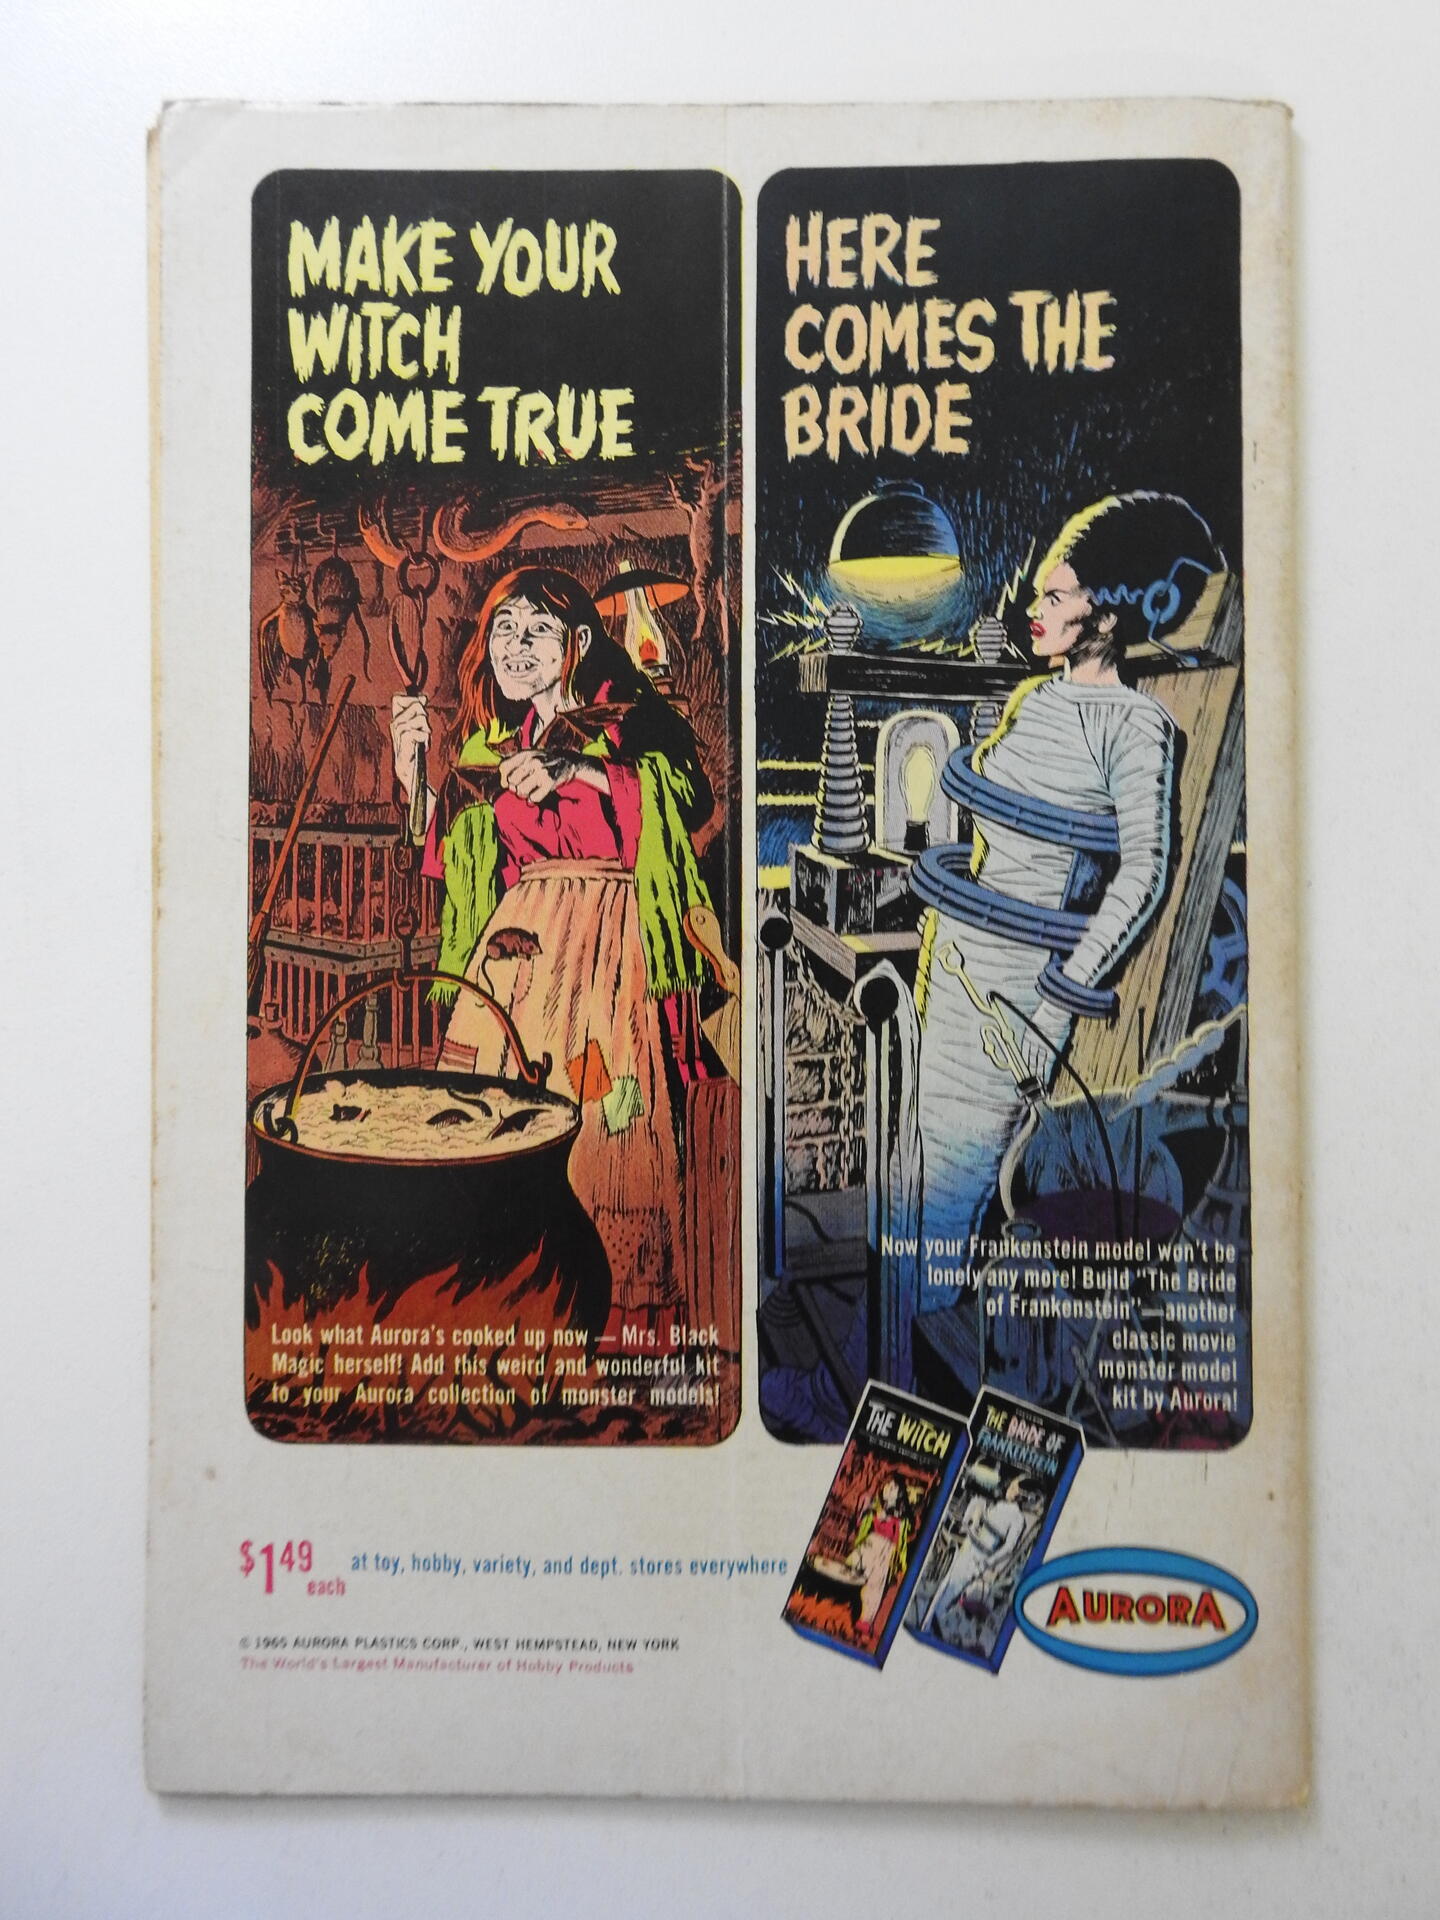 MAKE YOUR
WITCH
COME TRUE
Look what Aurora's cooked up now — Mrs. Black
Magic herself! Add this weird and wonderful kit
to your Aurora collection of monster models!
HERE
COMES THE
BRIDE
Now your Frankenstein model won't be
lonely any more! Build "The Bride
of Frankenstein"—another
classic movie
monster model
kit by Aurora!
THE WITCH
THE BRIDE OF
FRANKENSTEIN
$1.49 each
at toy, hobby, variety, and dept. stores everywhere
AURORA
© 1965 AURORA PLASTICS CORP., WEST HEMPSTEAD, NEW YORK
The World's Largest Manufacturer of Hobby Products